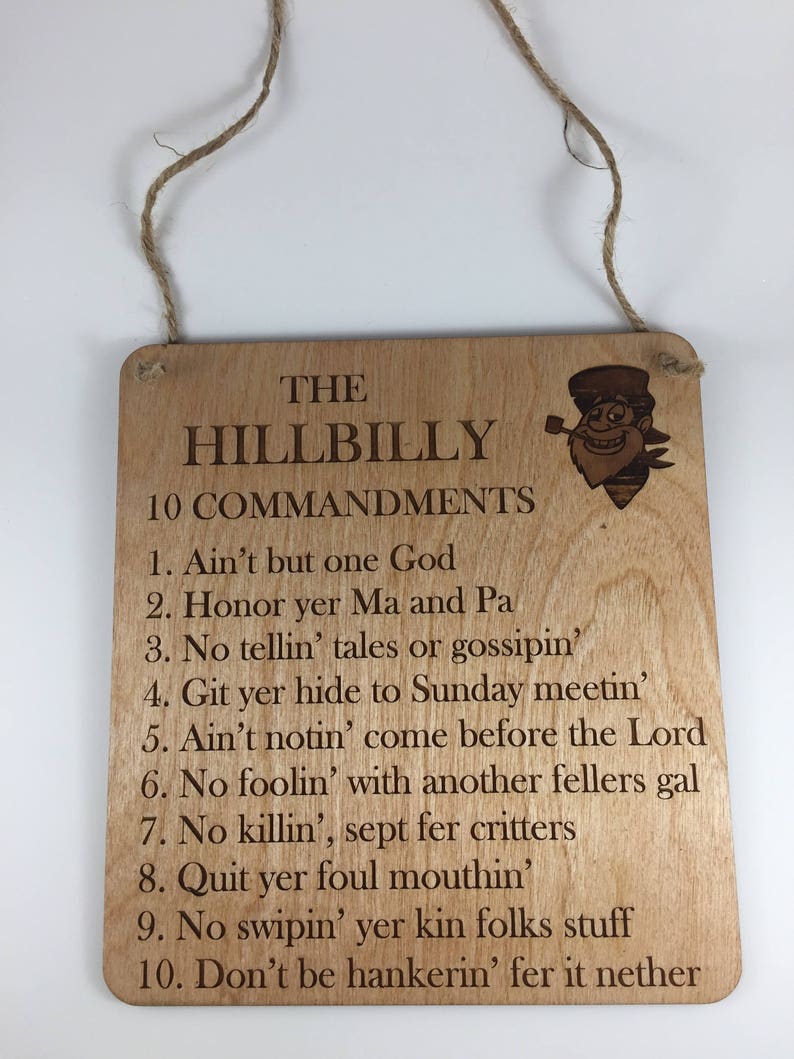 THE
HILLBILLY
10 COMMANDMENTS
1. Ain't but one God
2. Honor yer Ma and Pa
3. No tellin' tales or gossipin'
4. Git yer hide to Sunday meetin'
5. Ain't notin' come before the Lord
6. No foolin' with another fellers gal
7. No killin', sept fer critters
8. Quit yer foul mouthin'
9. No swipin' yer kin folks stuff
10. Don't be hankerin' fer it nether